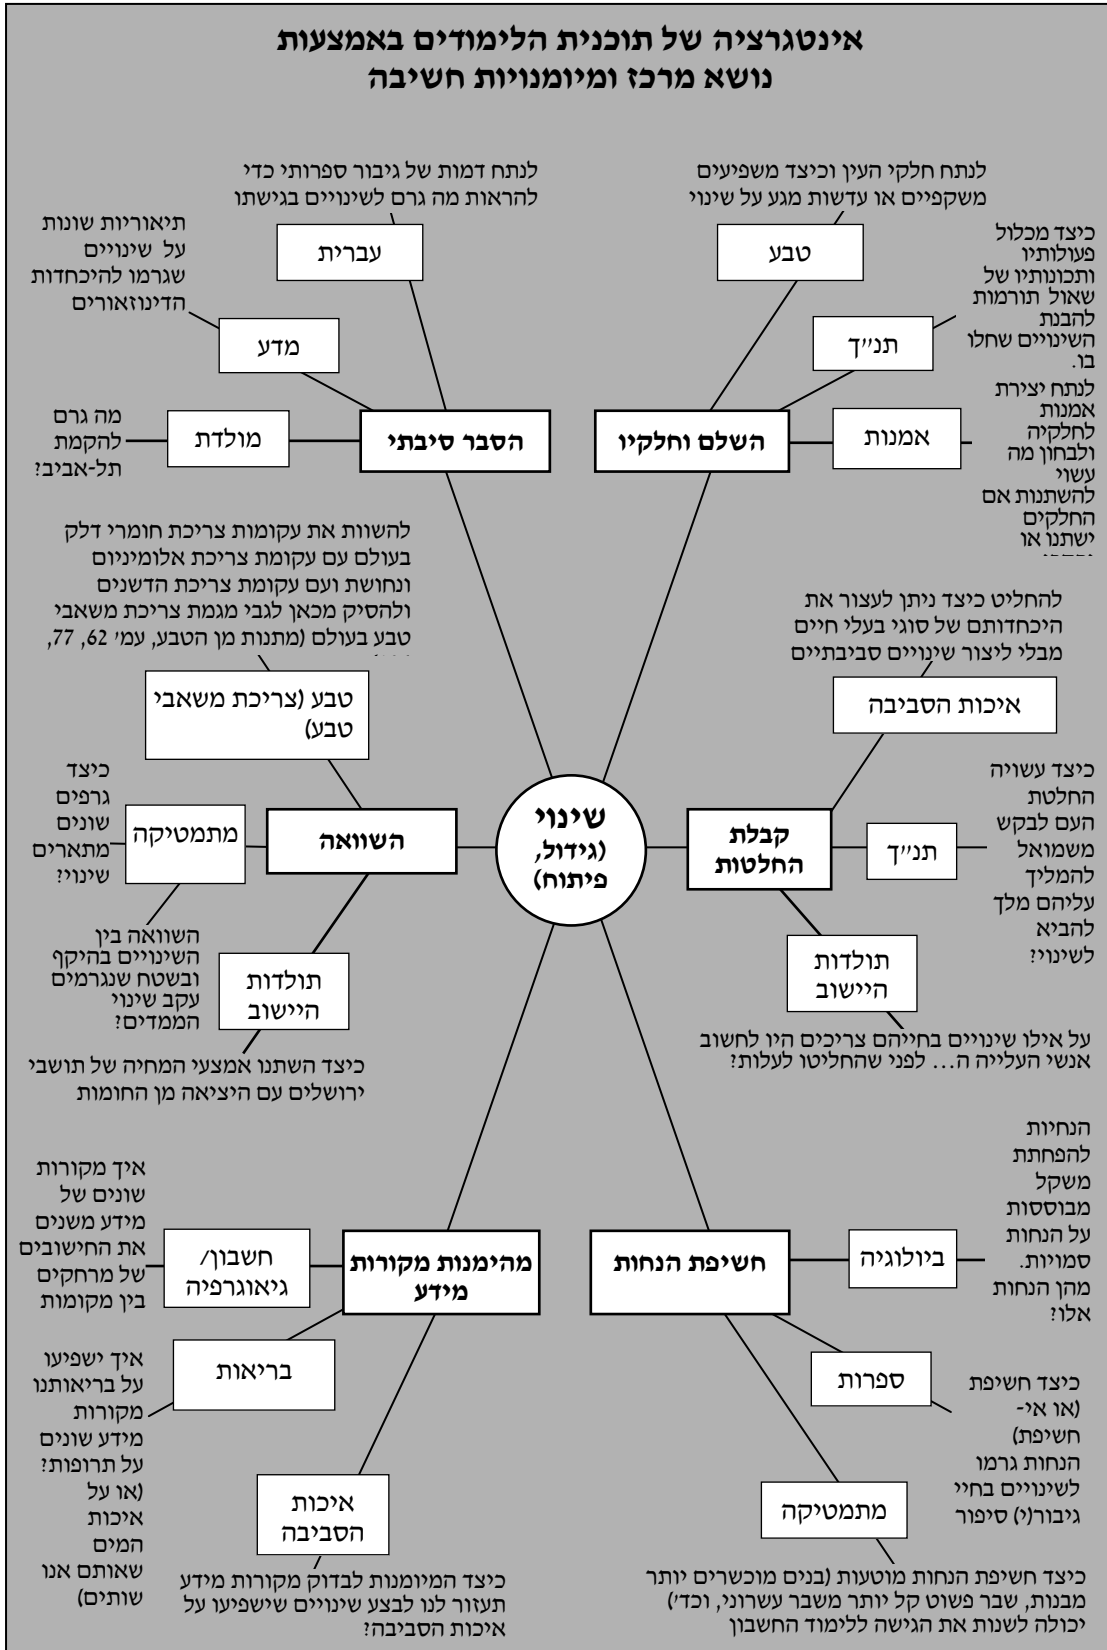 אינטגרציה של תוכנית הלימודים באמצעות
נושא מרכז ומיומנויות חשיבה
לנתח חלקי העין וכיצד משפיעים
משקפיים או עדשות מגע על שינוי
טבע
כיצד מכלול
פעולותיו
ותכונותיו של
שאול תורמות
להבנת
השינויים שחלו
בו.
תנ״ך
לנתח יצירת
אמנות
לחלקיה
ולבחון מה
עשוי
להשתנות אם
החלקים
ישתנו או
אמנות
השלם וחלקיו
לנתח דמות של גיבור ספרותי כדי
להראות מה גרם לשינויים בגישתו
עברית
תיאוריות שונות
על שינויים
שגרמו להיכחדות
הדינוזאורים
מדע
מה גרם
להקמת
תל-אביב?
מולדת
הסבר סיבתי
להחליט כיצד ניתן לעצור את
היכחדותם של סוגי בעלי חיים
מבלי ליצור שינויים סביבתיים
איכות הסביבה
כיצד עשויה
החלטת
העם לבקש
משמואל
להמליך
עליהם מלך
להביא
לשינוי?
תנ״ך
קבלת
החלטות
תולדות
היישוב
על אילו שינויים בחייהם צריכים היו לחשוב
אנשי העלייה ה... לפני שהחליטו לעלות?
שינוי
(גידול,
פיתוח)
להשוות את עקומות צריכת חומרי דלק
בעולם עם עקומת צריכת אלומיניום
ונחושת ועם עקומת צריכת הדשנים
ולהסיק מכאן לגבי מגמת צריכת משאבי
טבע בעולם (מתנות מן הטבע, עמ׳ 62, 77,
טבע (צריכת משאבי
טבע)
כיצד
גרפים
שונים
מתארים
שינוי?
מתמטיקה
השוואה
השוואה בין
השינויים בהיקף
ובשטח שנגרמים
עקב שינוי
הממדים?
תולדות
היישוב
כיצד השתנו אמצעי המחיה של תושבי
ירושלים עם היציאה מן החומות
הנחיות
להפחתת
משקל
מבוססות
על הנחות
סמויות.
מהן הנחות
אלו?
ביולוגיה
חשיפת הנחות
ספרות
כיצד חשיפת
(או אי-
חשיפת)
הנחות גרמו
לשינויים בחיי
גיבור(י) סיפור
מתמטיקה
כיצד חשיפת הנחות מוטעות (בנים מוכשרים יותר
מבנות, שבר פשוט קל יותר משבר עשרוני, וכד׳)
יכולה לשנות את הגישה ללימוד החשבון
איך מקורות
שונים של
מידע משנים
את החישובים
של מרחקים
בין מקומות
חשבון/
גיאוגרפיה
מהימנות מקורות
מידע
בריאות
איך ישפיעו
על בריאותנו
מקורות
מידע שונים
על תרופות?
(או על
איכות
המים
שאותם אנו
שותים)
איכות
הסביבה
כיצד המיומנות לבדוק מקורות מידע
תעזור לנו לבצע שינויים שישפיעו על
איכות הסביבה?